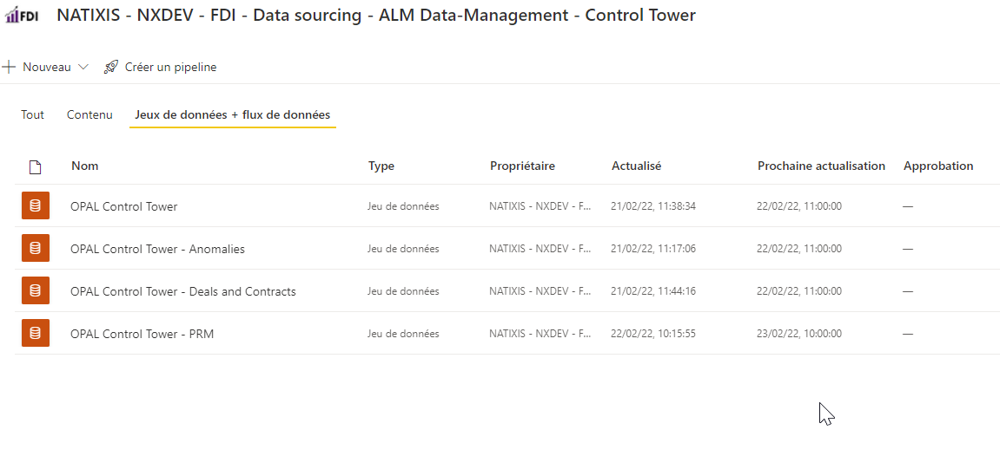 FDI NATIXIS - NXDEV - FDI - Data sourcing - ALM Data-Management - Control Tower
Nouveau Créer un pipeline
Tout Contenu Jeux de données + flux de données
Nom Type Propriétaire Actualisé Prochaine actualisation Approbation
OPAL Control Tower Jeu de données NATIXIS - NXDEV - F... 21/02/22, 11:38:34 22/02/22, 11:00:00 —
OPAL Control Tower - Anomalies Jeu de données NATIXIS - NXDEV - F... 21/02/22, 11:17:06 22/02/22, 11:00:00 —
OPAL Control Tower - Deals and Contracts Jeu de données NATIXIS - NXDEV - F... 21/02/22, 11:44:16 22/02/22, 11:00:00 —
OPAL Control Tower - PRM Jeu de données NATIXIS - NXDEV - F... 22/02/22, 10:15:55 23/02/22, 10:00:00 —